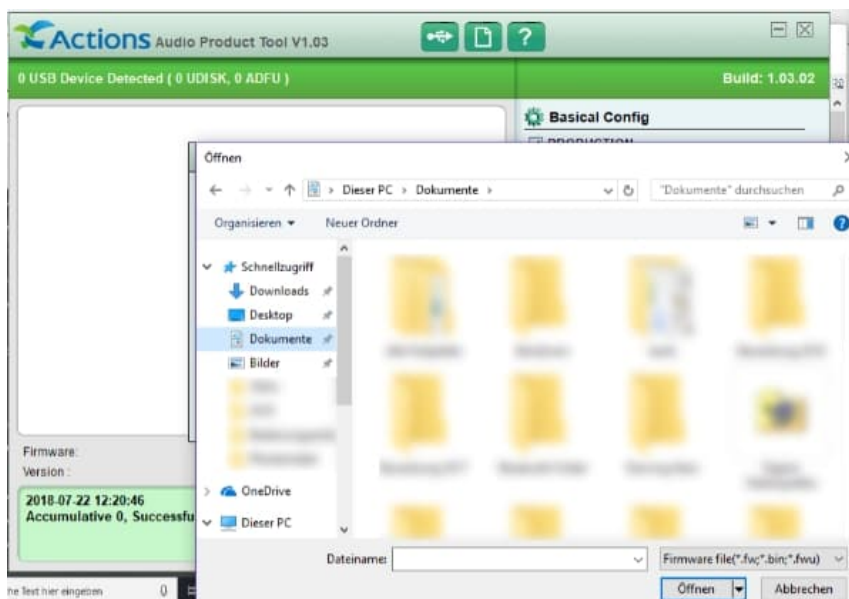 Actions Audio Product Tool V1.03
0 USB Device Detected ( 0 UDISK, 0 ADFU )
Build: 1.03.02
Basical Config
PRODUCTION
Öffnen
Dieser PC > Dokumente >
"Dokumente" durchsuchen
Organisieren
Neuer Ordner
Schnellzugriff
Downloads
Desktop
Dokumente
Bilder
OneDrive
Dieser PC
Firmware:
Version :
2018-07-22 12:20:46
Accumulative 0, Successfu
Dateiname:
Firmware file(*.fw;*.bin;*.fwu)
Öffnen
Abbrechen
he Text hier eingeben